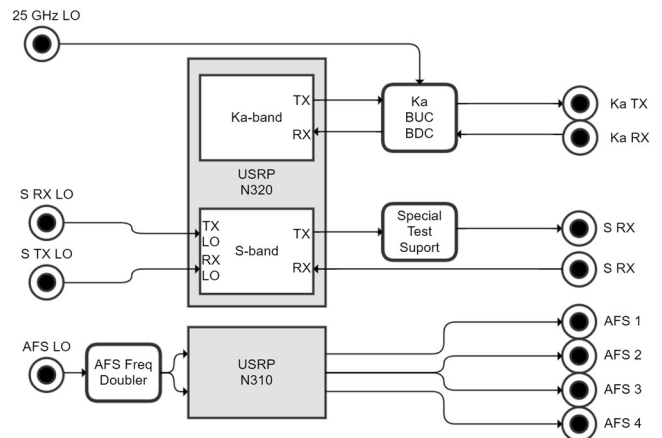 25 GHz LO
Ka-band
TX
RX
Ka
BUC
BDC
Ka TX
Ka RX
USRP
N320
S RX LO
S TX LO
TX
LO
RX
LO
S-band
TX
RX
Special
Test
Suport
S RX
S RX
AFS LO
AFS Freq
Doubler
USRP
N310
AFS 1
AFS 2
AFS 3
AFS 4